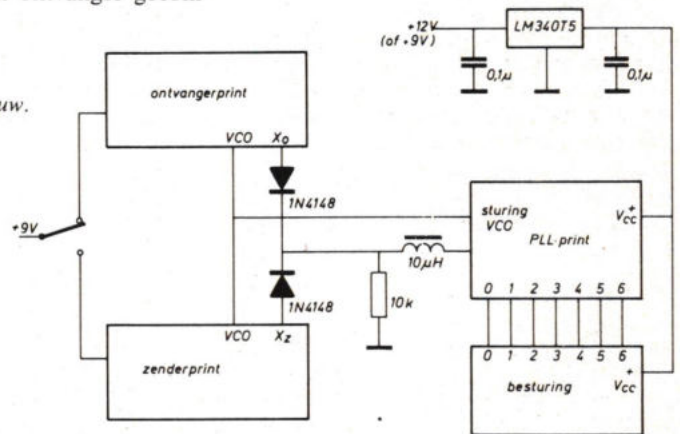 +12V
(of +9V)
LM340T5
0,1µ
0,1µ
uw.
ontvangerprint
VCO
X₀
1N4148
+9V
sturing
VCO
PLL-print
Vcc
+
10µH
10k
1N4148
0 1 2 3 4 5 6
VCO
Xz
zenderprint
0 1 2 3 4 5 6
besturing
+
Vcc